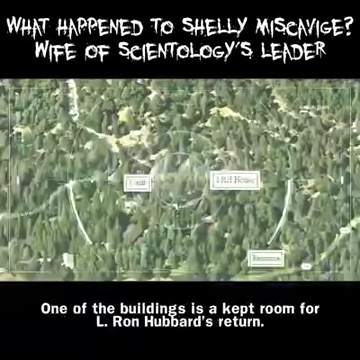 WHAT HAPPENED TO SHELLY MISCAVIGE?
WIFE OF SCIENTOLOGY'S LEADER
LRH House
One of the buildings is a kept room for
L. Ron Hubbard's return.